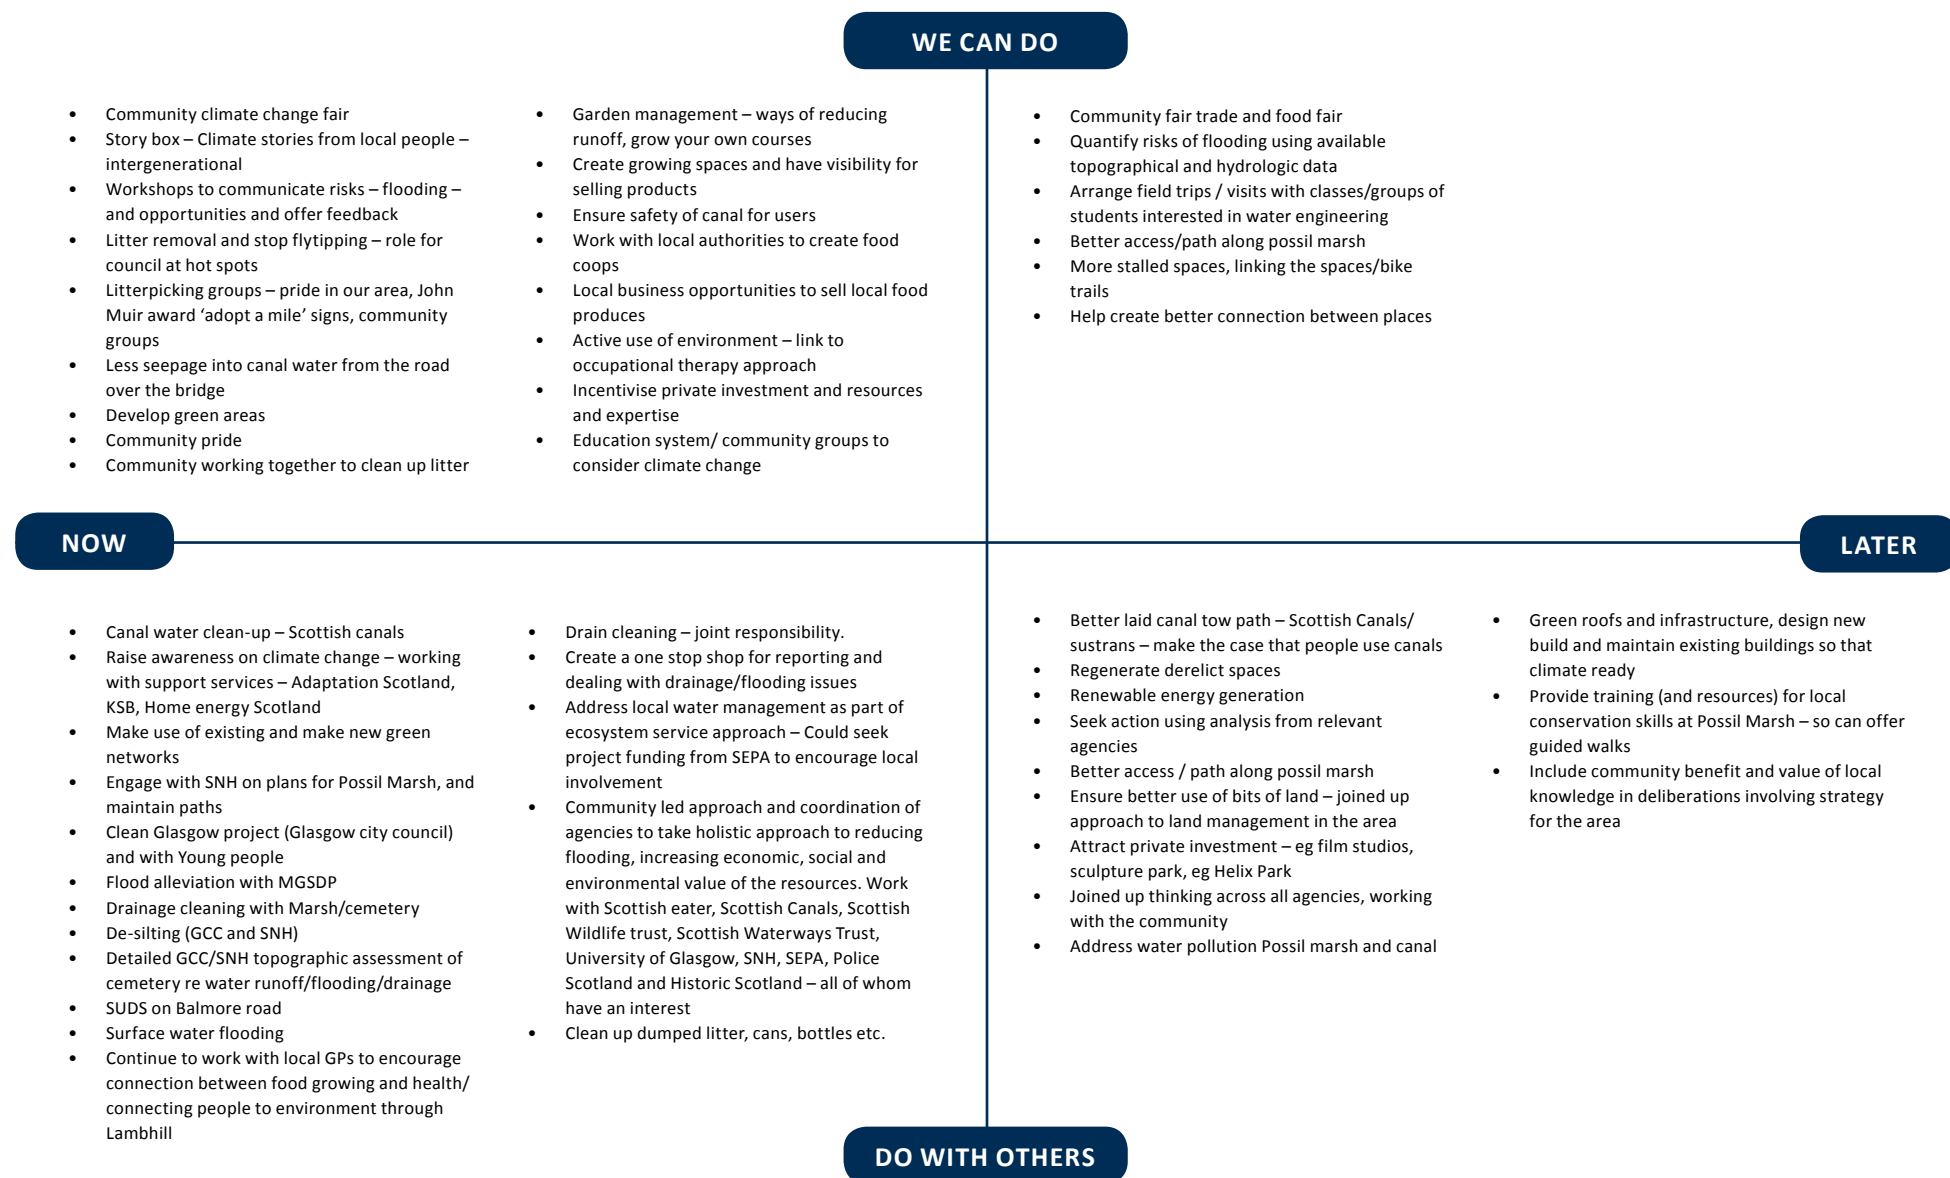 WE CAN DO
• Community climate change fair
• Story box – Climate stories from local people –
intergenerational
• Workshops to communicate risks – flooding –
and opportunities and offer feedback
• Litter removal and stop flytipping – role for
council at hot spots
• Litterpicking groups – pride in our area, John
Muir award ‘adopt a mile’ signs, community
groups
• Less seepage into canal water from the road
over the bridge
• Develop green areas
• Community pride
• Community working together to clean up litter
• Garden management – ways of reducing
runoff, grow your own courses
• Create growing spaces and have visibility for
selling products
• Ensure safety of canal for users
• Work with local authorities to create food
coops
• Local business opportunities to sell local food
produces
• Active use of environment – link to
occupational therapy approach
• Incentivise private investment and resources
and expertise
• Education system/ community groups to
consider climate change
• Community fair trade and food fair
• Quantify risks of flooding using available
topographical and hydrologic data
• Arrange field trips / visits with classes/groups of
students interested in water engineering
• Better access/path along possil marsh
• More stalled spaces, linking the spaces/bike
trails
• Help create better connection between places
NOW
LATER
• Canal water clean-up – Scottish canals
• Raise awareness on climate change – working
with support services – Adaptation Scotland,
KSB, Home energy Scotland
• Make use of existing and make new green
networks
• Engage with SNH on plans for Possil Marsh, and
maintain paths
• Clean Glasgow project (Glasgow city council)
and with Young people
• Flood alleviation with MGSDP
• Drainage cleaning with Marsh/cemetery
• De-silting (GCC and SNH)
• Detailed GCC/SNH topographic assessment of
cemetery re water runoff/flooding/drainage
• SUDS on Balmore road
• Surface water flooding
• Continue to work with local GPs to encourage
connection between food growing and health/
connecting people to environment through
Lambhill
• Drain cleaning – joint responsibility.
• Create a one stop shop for reporting and
dealing with drainage/flooding issues
• Address local water management as part of
ecosystem service approach – Could seek
project funding from SEPA to encourage local
involvement
• Community led approach and coordination of
agencies to take holistic approach to reducing
flooding, increasing economic, social and
environmental value of the resources. Work
with Scottish eater, Scottish Canals, Scottish
Wildlife trust, Scottish Waterways Trust,
University of Glasgow, SNH, SEPA, Police
Scotland and Historic Scotland – all of whom
have an interest
• Clean up dumped litter, cans, bottles etc.
• Better laid canal tow path – Scottish Canals/
sustrans – make the case that people use canals
• Regenerate derelict spaces
• Renewable energy generation
• Seek action using analysis from relevant
agencies
• Better access / path along possil marsh
• Ensure better use of bits of land – joined up
approach to land management in the area
• Attract private investment – eg film studios,
sculpture park, eg Helix Park
• Joined up thinking across all agencies, working
with the community
• Address water pollution Possil marsh and canal
• Green roofs and infrastructure, design new
build and maintain existing buildings so that
climate ready
• Provide training (and resources) for local
conservation skills at Possil Marsh – so can offer
guided walks
• Include community benefit and value of local
knowledge in deliberations involving strategy
for the area
DO WITH OTHERS